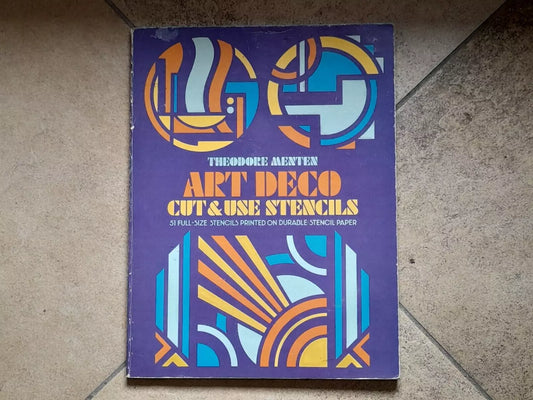 THEODORE MENTEN
ART DECO
CUT & USE STENCILS
51 FULL-SIZE STENCILS PRINTED ON DURABLE STENCIL PAPER